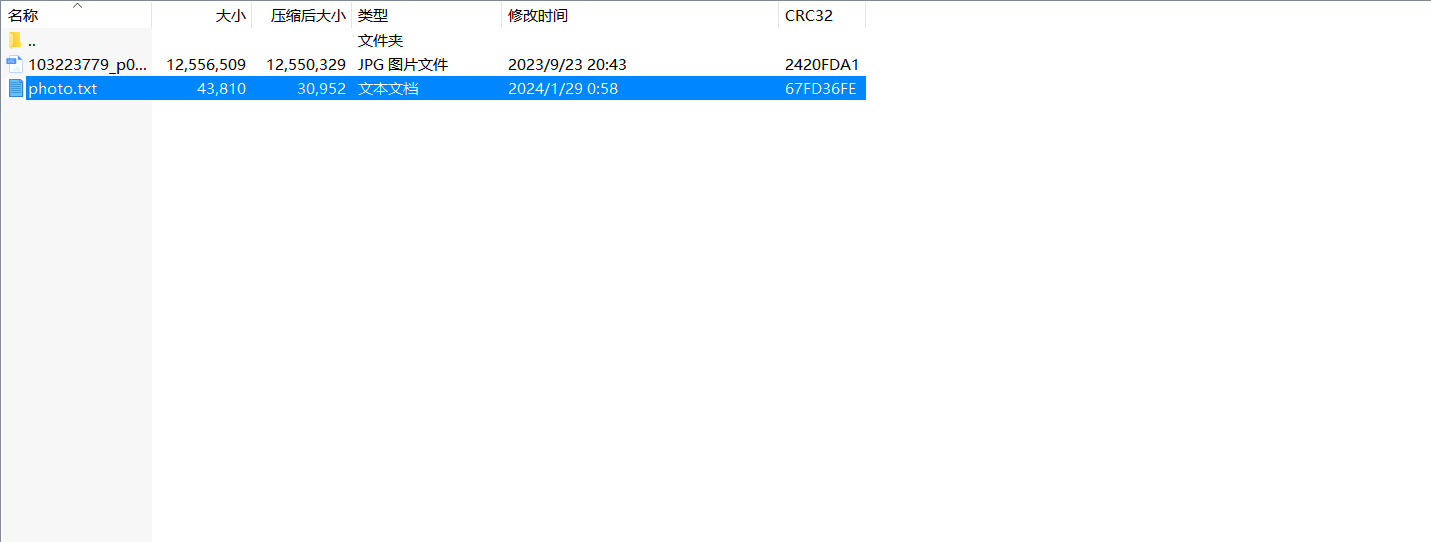 名称 大小 压缩后大小 类型 修改时间 CRC32
.. 文件夹
103223779_p0... 12,556,509 12,550,329 JPG 图片文件 2023/9/23 20:43 2420FDA1
photo.txt 43,810 30,952 文本文档 2024/1/29 0:58 67FD36FE